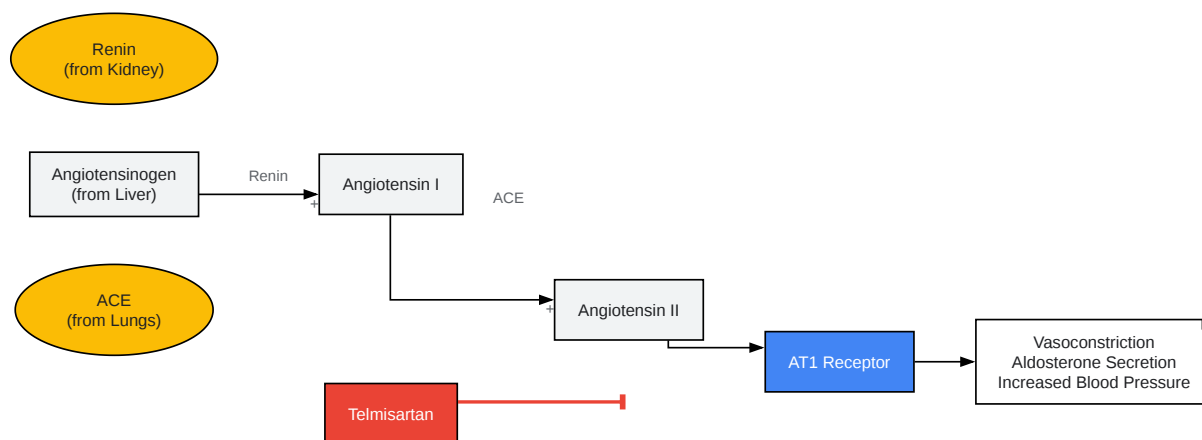 Renin
(from Kidney)
Angiotensinogen
(from Liver)
Renin
+
Angiotensin I
ACE
ACE
(from Lungs)
+
Angiotensin II
AT1 Receptor
Vasoconstriction
Aldosterone Secretion
Increased Blood Pressure
Telmisartan